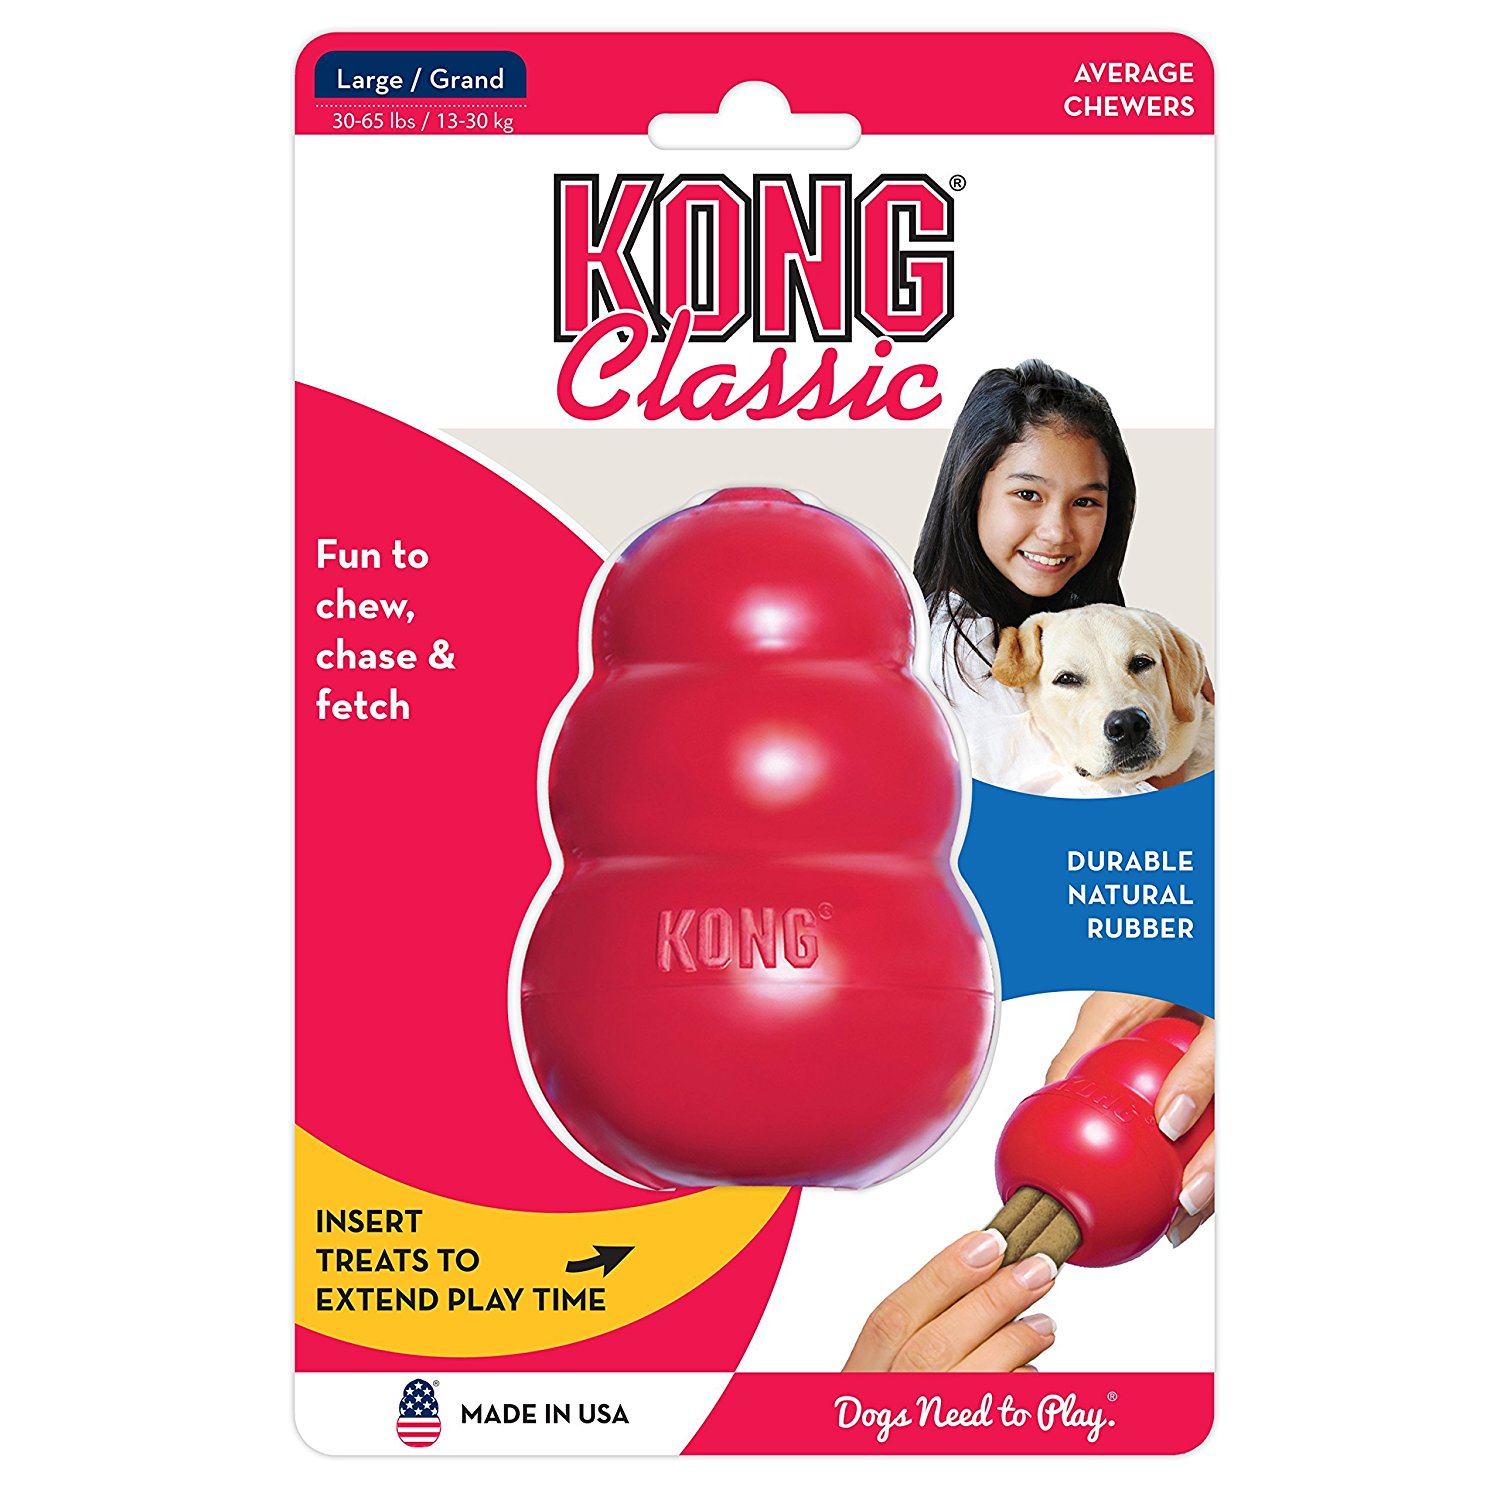 Large / Grand
30-65 lbs / 13-30 kg
AVERAGE
CHEWERS
KONG®
Classic
Fun to
chew,
chase &
fetch
KONG®
DURABLE
NATURAL
RUBBER
KONG®
INSERT
TREATS TO
EXTEND PLAY TIME
®
MADE IN USA
Dogs Need to Play.®